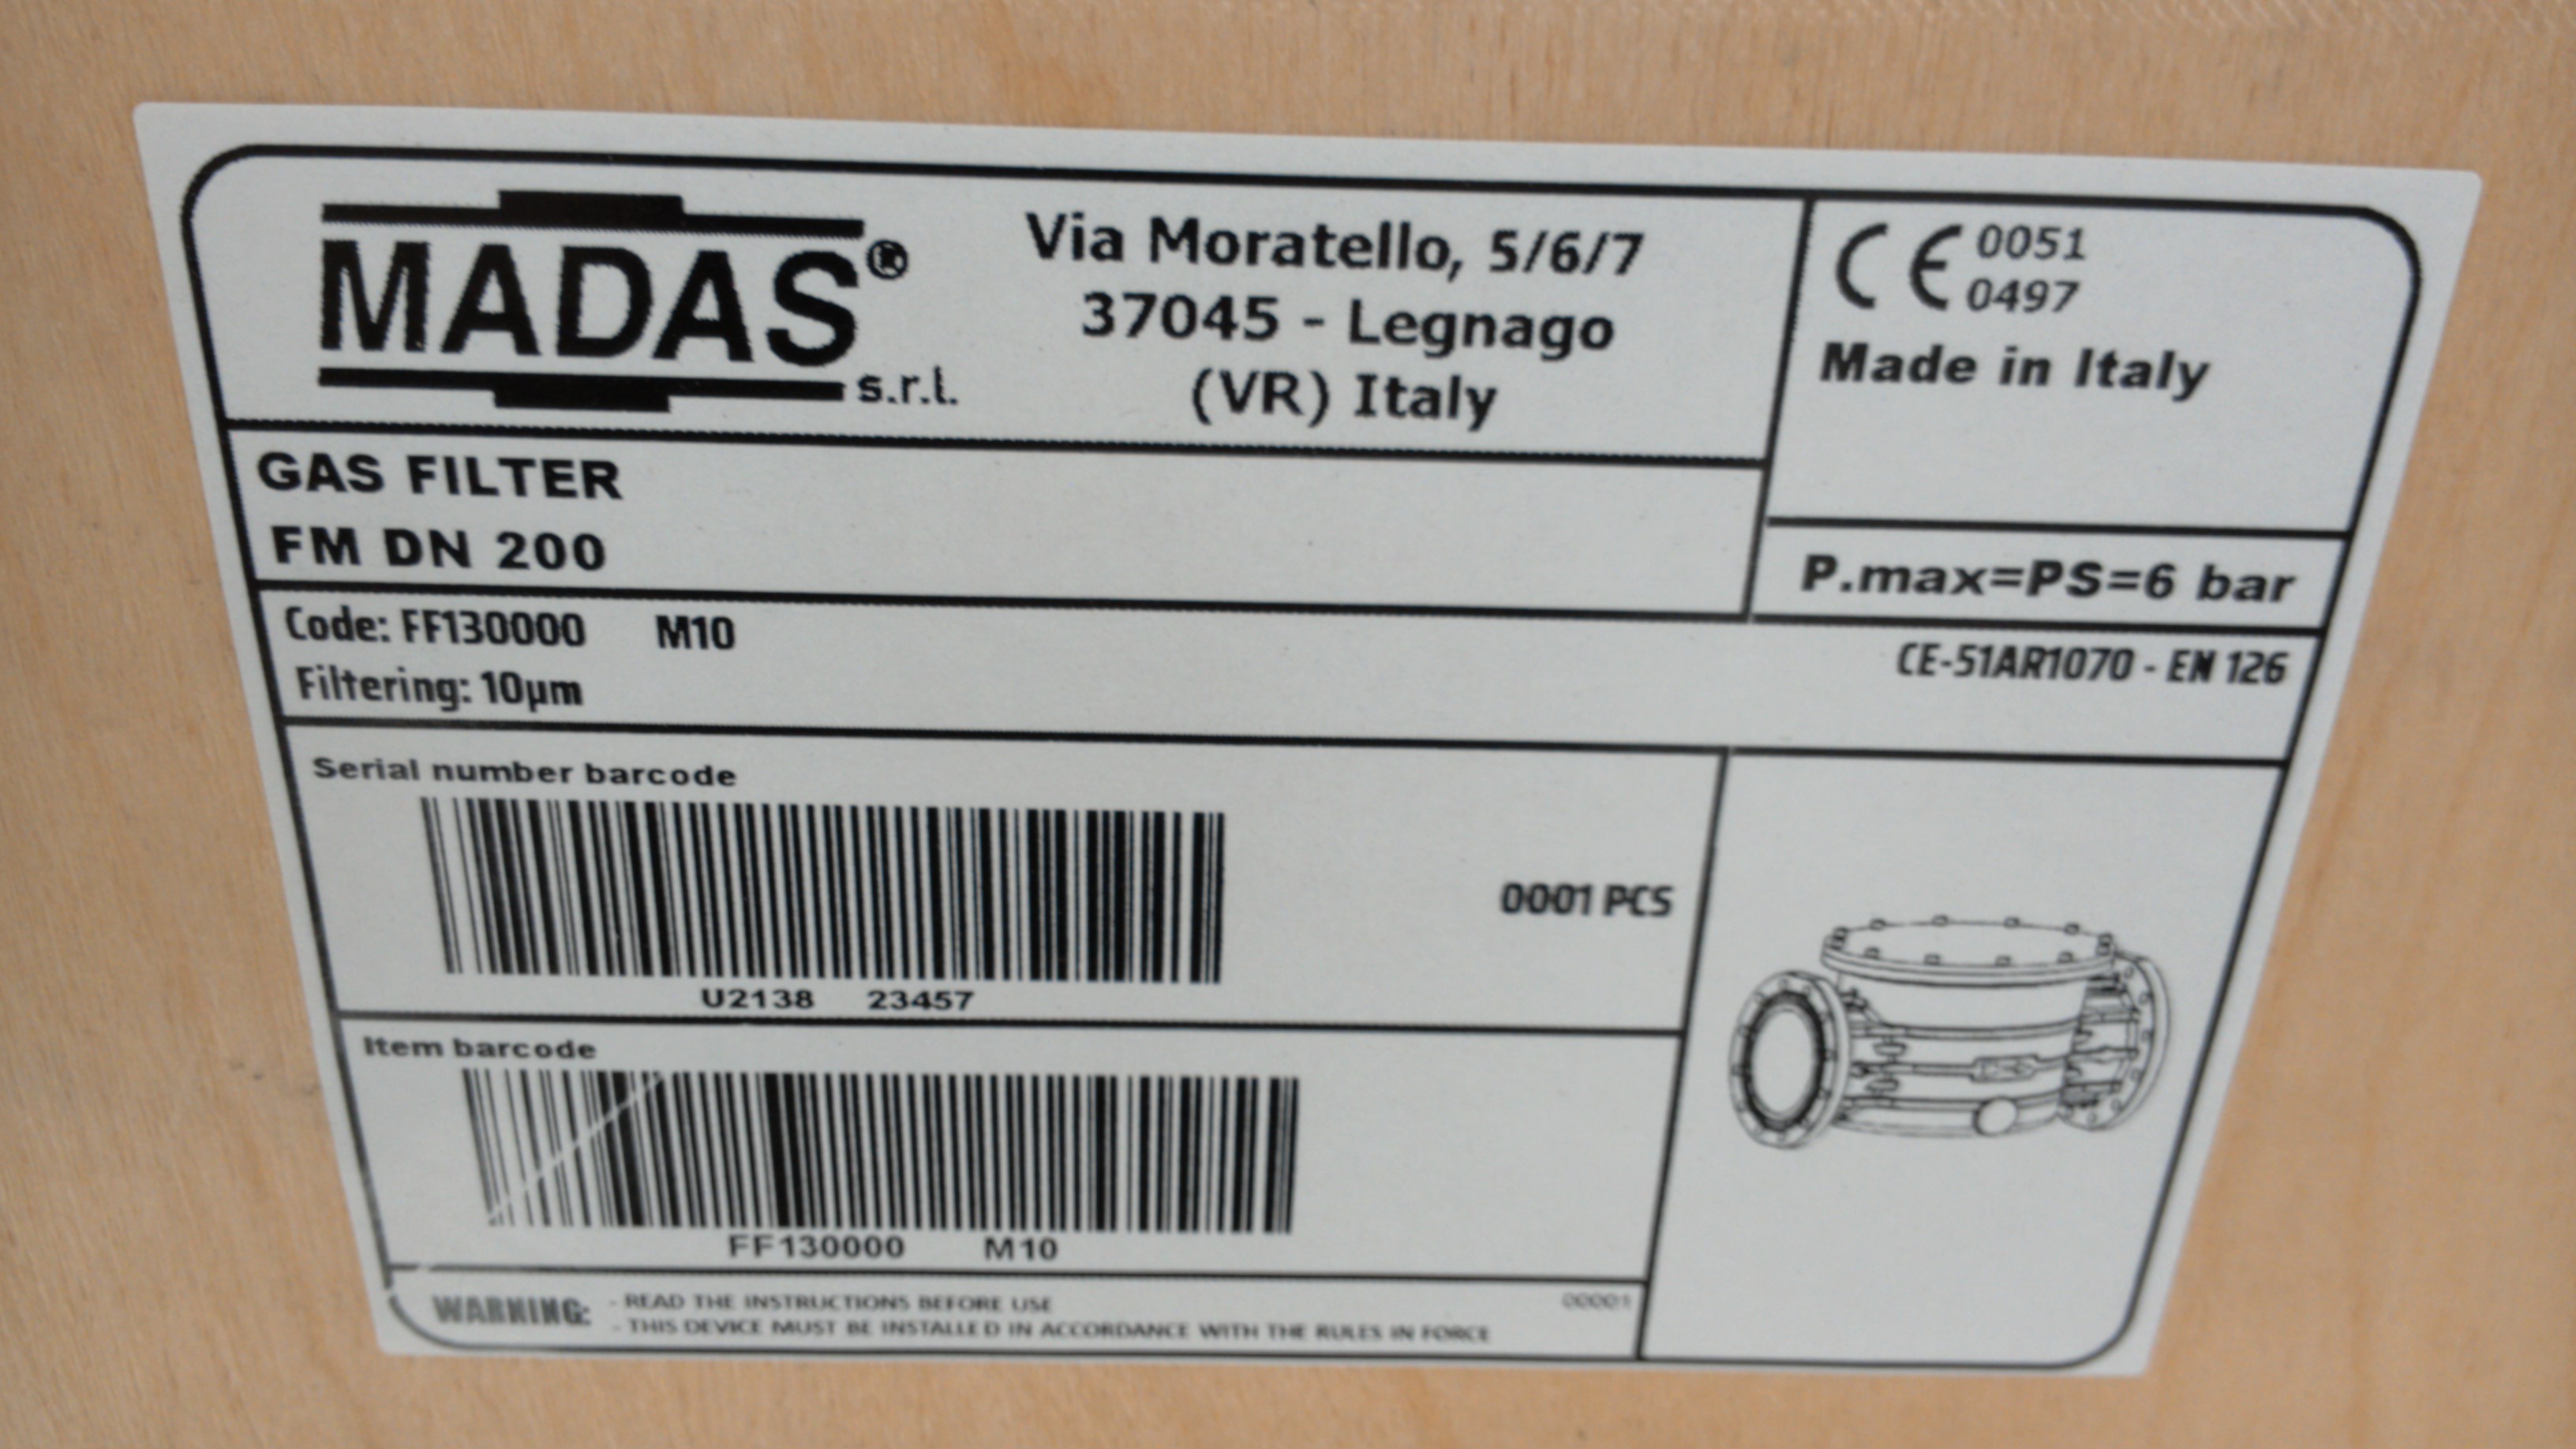 MADAS®
s.r.l.
Via Moratello, 5/6/7
37045 - Legnago
(VR) Italy
CE 0051
0497
Made in Italy
GAS FILTER
FM DN 200
P.max=PS=6 bar
Code: FF130000 M10
Filtering: 10µm
CE-51AR1070 - EN 126
Serial number barcode
0001 PCS
U2138 23457
Item barcode
FF130000 M10
WARNING: - READ THE INSTRUCTIONS BEFORE USE
- THIS DEVICE MUST BE INSTALLED IN ACCORDANCE WITH THE RULES IN FORCE
00001